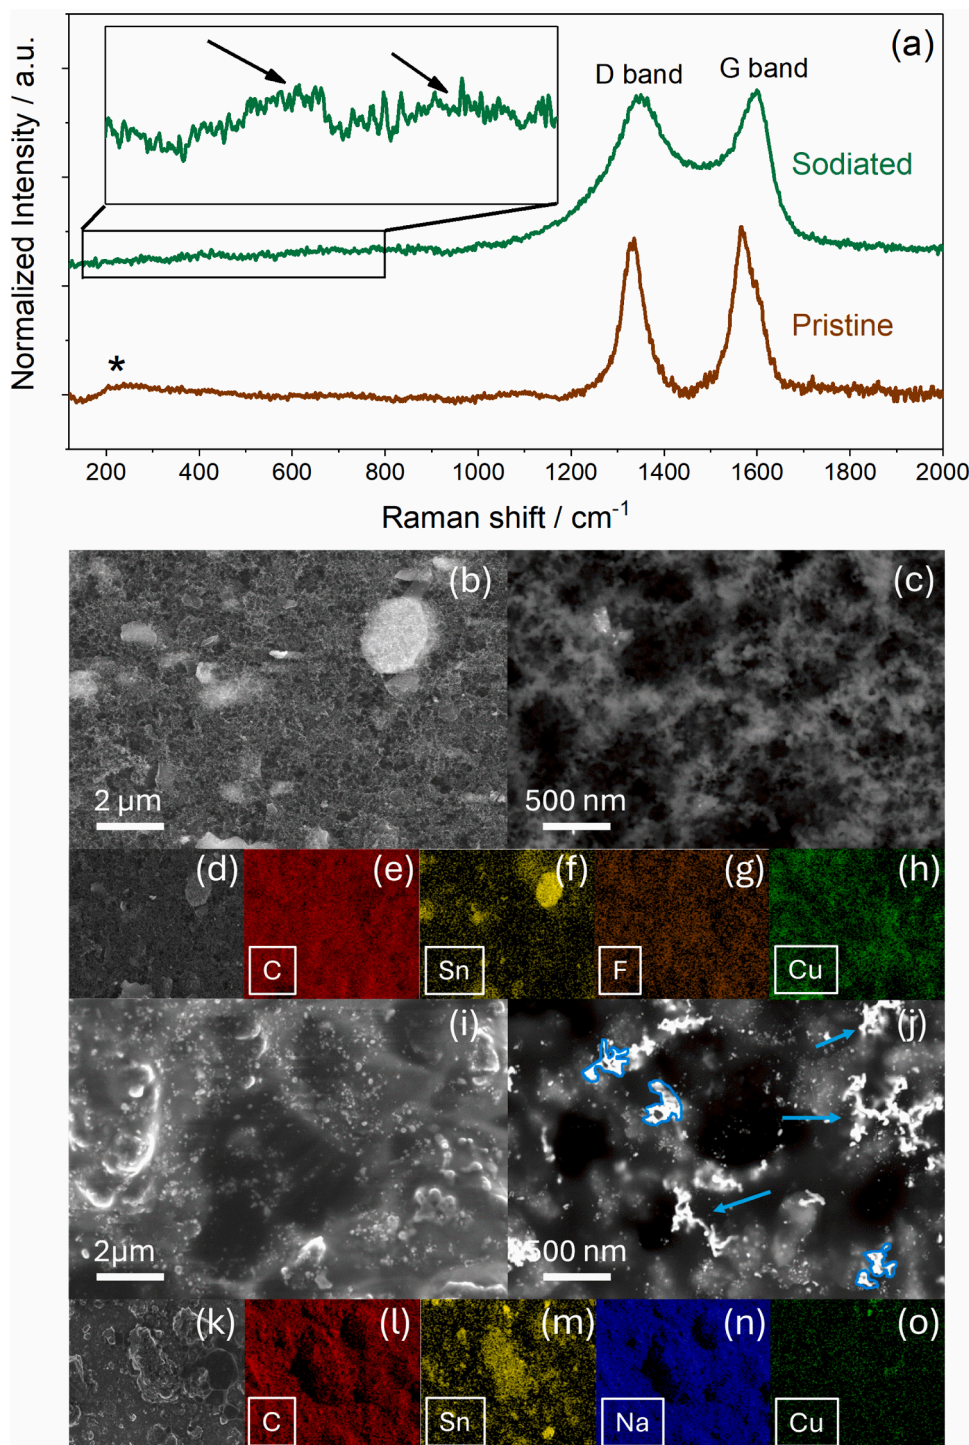 (a)
D band
G band
Sodiated
Pristine
*
Normalized Intensity / a.u.
200 400 600 800 1000 1200 1400 1600 1800 2000
Raman shift / cm⁻¹
(b)
2 μm
(c)
500 nm
(d)
(e)
C
(f)
Sn
(g)
F
(h)
Cu
(i)
2μm
(j)
500 nm
(k)
(l)
C
(m)
Sn
(n)
Na
(o)
Cu